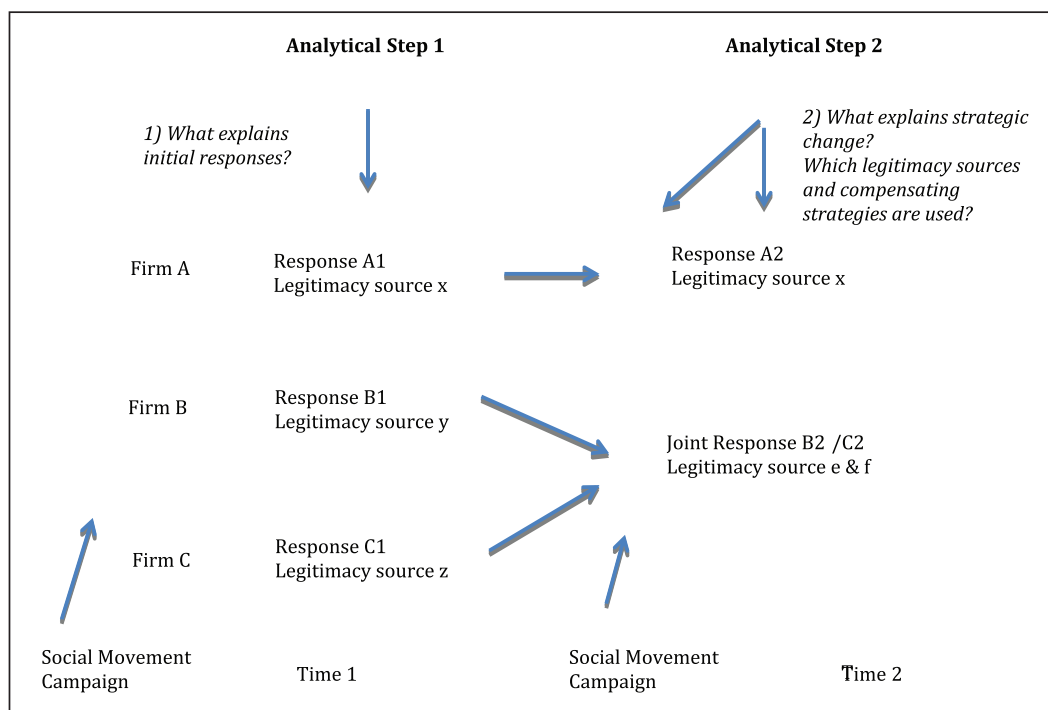 Analytical Step 1
Analytical Step 2
1) What explains
initial responses?
2) What explains strategic
change?
Which legitimacy sources
and compensating
strategies are used?
Firm A
Response A1
Legitimacy source x
Response A2
Legitimacy source x
Firm B
Response B1
Legitimacy source y
Joint Response B2 /C2
Legitimacy source e & f
Firm C
Response C1
Legitimacy source z
Social Movement
Campaign
Time 1
Social Movement
Campaign
Time 2